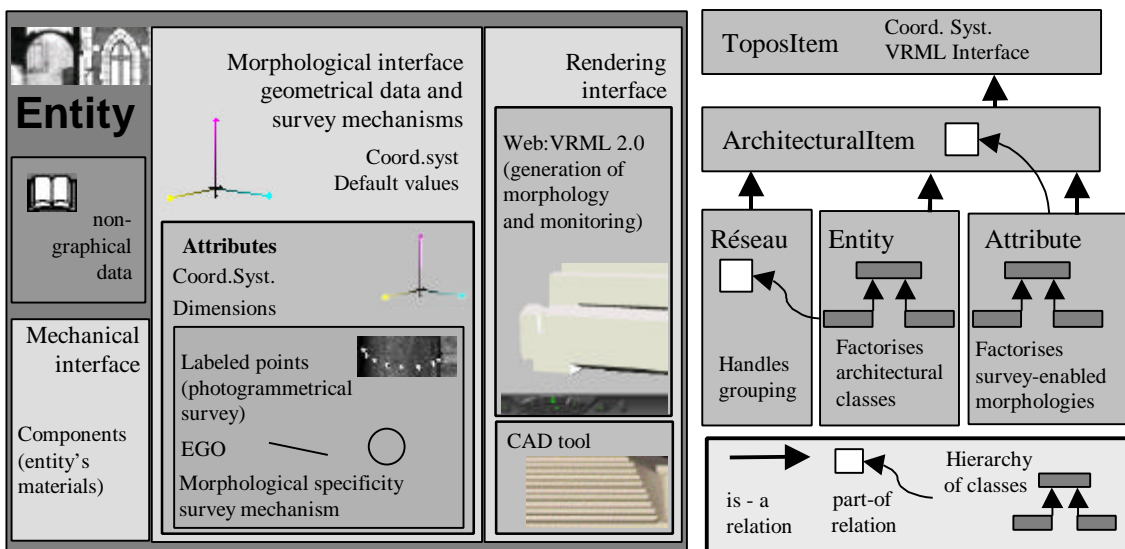 Entity
Entity
non-
graphical
data
Mechanical
interface
Components
(entity's
materials)
Morphological interface
geometrical data and
survey mechanisms
Coord.syst
Default values
Attributes
Coord.Syst.
Dimensions
Labeled points
(photogrammetrical
survey)
EGO
Morphological specificity
survey mechanism
Rendering
interface
Web:VRML 2.0
(generation of
morphology
and monitoring)
CAD tool
ToposItem
Coord. Syst.
VRML Interface
ArchitecturalItem
Réseau
Handles
grouping
Entity
Factorises
architectural
classes
Attribute
Factorises
survey-enabled
morphologies
is - a
relation
part-of
relation
Hierarchy
of classes